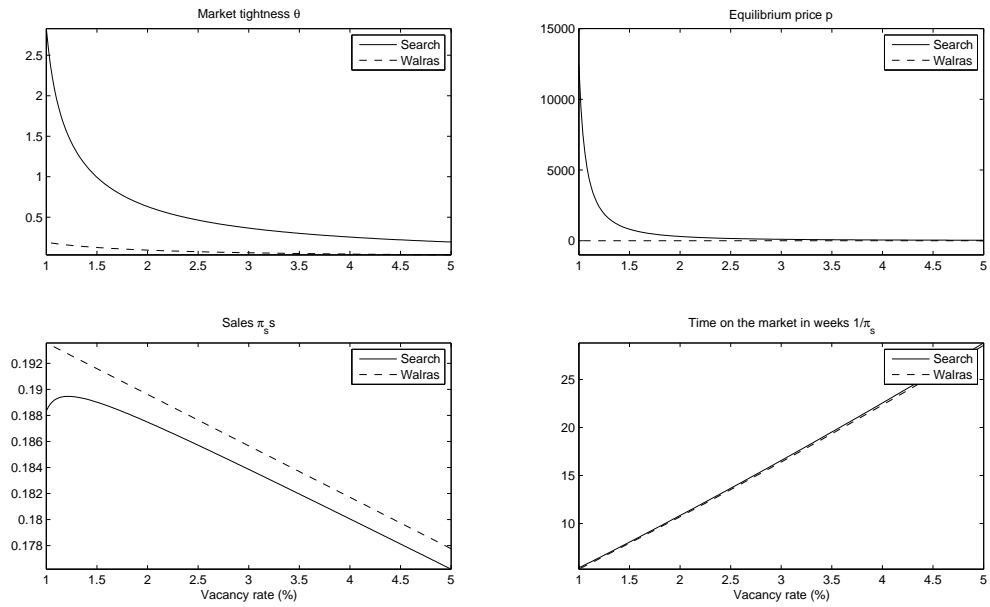 Market tightness θ
2.5
2
1.5
1
0.5
1 1.5 2 2.5 3 3.5 4 4.5 5
Search
Walras
Equilibrium price p
15000
10000
5000
0
1 1.5 2 2.5 3 3.5 4 4.5 5
Search
Walras
Sales π_s s
0.192
0.19
0.188
0.186
0.184
0.182
0.18
0.178
1 1.5 2 2.5 3 3.5 4 4.5 5
Vacancy rate (%)
Search
Walras
Time on the market in weeks 1/π_s
25
20
15
10
1 1.5 2 2.5 3 3.5 4 4.5 5
Vacancy rate (%)
Search
Walras